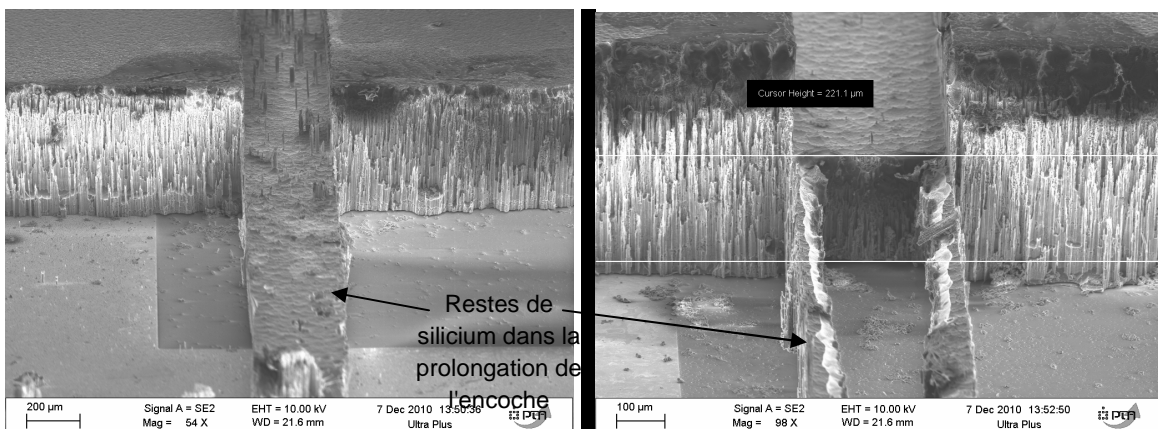 Cursor Height = 221.1 µm
Restes de
silicium dans la
prolongation de
l'encoche
200 µm
Signal A = SE2
Mag = 54 X
EHT = 10.00 kV
WD = 21.6 mm
7 Dec 2010 13:50:36
Ultra Plus
PTA
100 µm
Signal A = SE2
Mag = 98 X
EHT = 10.00 kV
WD = 21.6 mm
7 Dec 2010 13:52:50
Ultra Plus
PTA